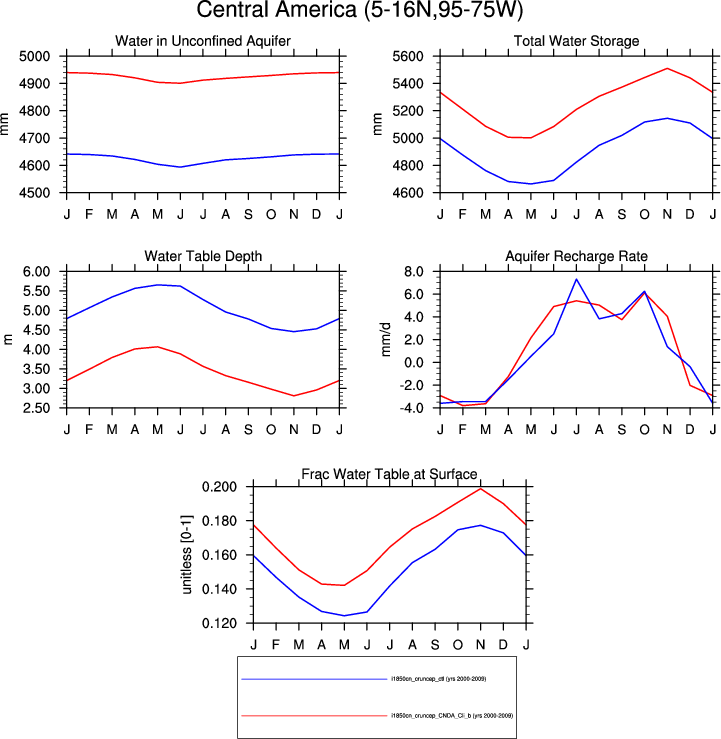 Central America (5-16N,95-75W)
Water in Unconfined Aquifer
5000
4900
4800
4700
4600
4500
mm
J F M A M J J A S O N D J
Total Water Storage
5600
5400
5200
5000
4800
4600
mm
J F M A M J J A S O N D J
Water Table Depth
6.00
5.50
5.00
4.50
4.00
3.50
3.00
2.50
m
J F M A M J J A S O N D J
Aquifer Recharge Rate
8.0
6.0
4.0
2.0
0.0
-2.0
-4.0
mm/d
J F M A M J J A S O N D J
Frac Water Table at Surface
0.200
0.180
0.160
0.140
0.120
unitless [0-1]
J F M A M J J A S O N D J
i1850cn_cruncep_ctl (yrs 2000-2009)
i1850cn_cruncep_CNDA_Cli_b (yrs 2000-2009)